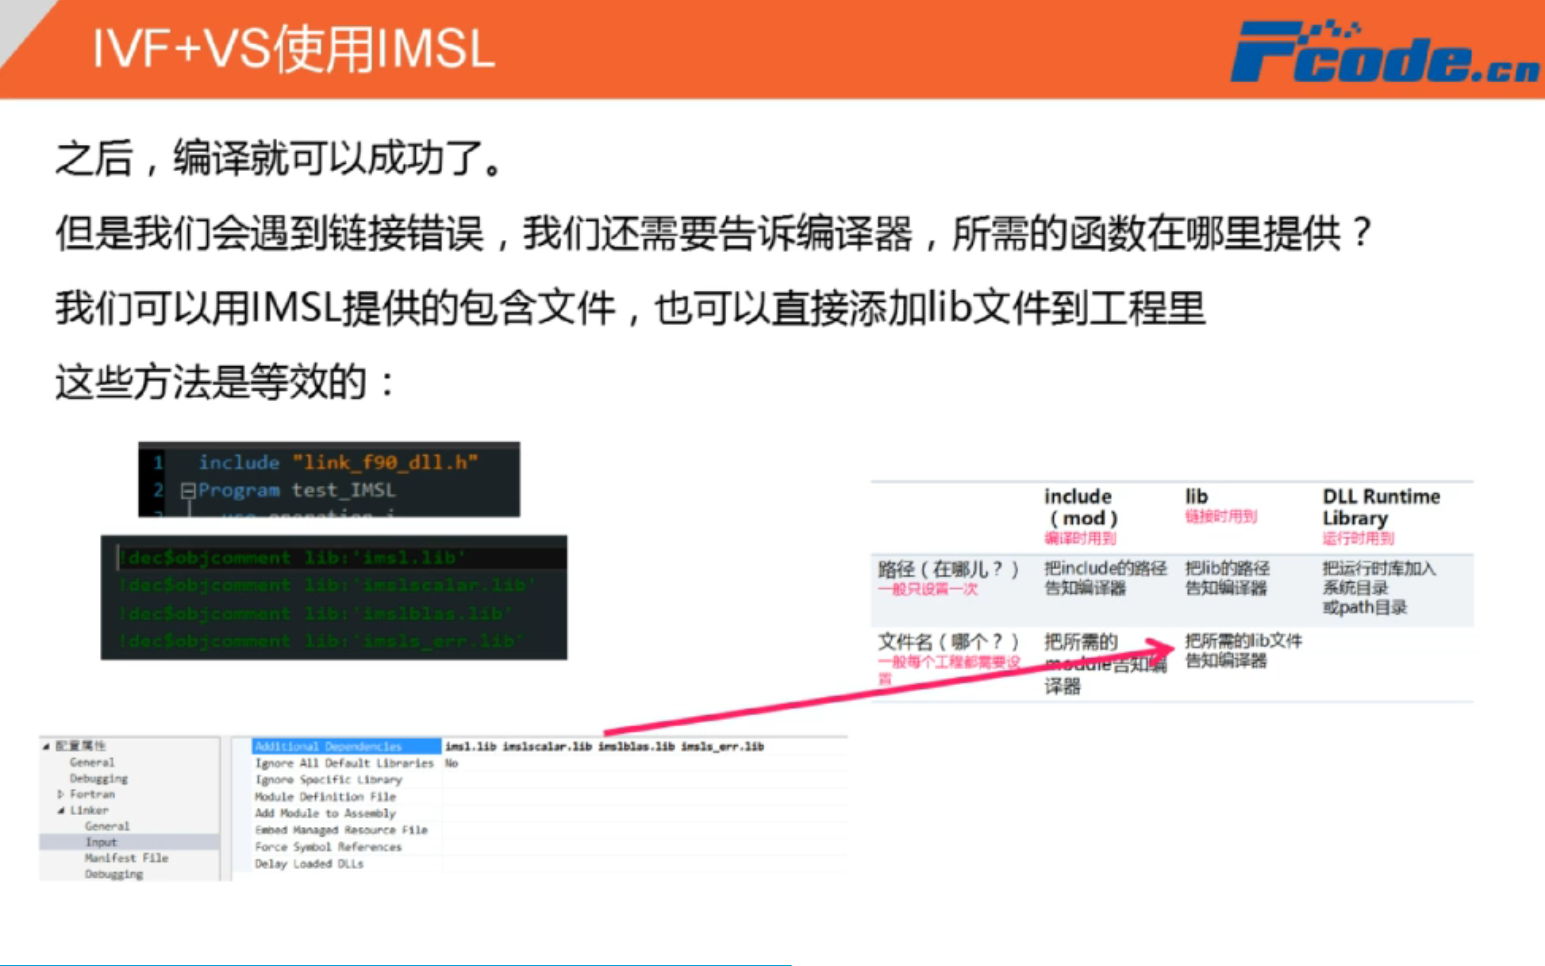 IVF+VS使用IMSL
Fcode.cn
之后，编译就可以成功了。
但是我们会遇到链接错误，我们还需要告诉编译器，所需的函数在哪里提供？
我们可以用IMSL提供的包含文件，也可以直接添加lib文件到工程里
这些方法是等效的：
1 include "link_f90_dll.h"
2 Program test_IMSL
!dec$objcomment lib:'imsl.lib'
!dec$objcomment lib:'imslscalar.lib'
!dec$objcomment lib:'imslblas.lib'
!dec$objcomment lib:'imsls_err.lib'
include lib DLL Runtime
（mod） 链接时用到 Library
编译时用到 运行时用到
路径（在哪儿？） 把include的路径 把lib的路径 把运行时库加入
一般只设置一次 告知编译器 告知编译器 系统目录
或path目录
文件名（哪个？） 把所需的 把所需的lib文件
一般每个工程都需要设 module告知编 告知编译器
置 译器
配置属性
General
Debugging
Fortran
Linker
General
Input
Manifest File
Debugging
Additional Dependencies imsl.lib imslscalar.lib imslblas.lib imsls_err.lib
Ignore All Default Libraries No
Ignore Specific Library
Module Definition File
Add Module to Assembly
Embed Managed Resource File
Force Symbol References
Delay Loaded DLLs